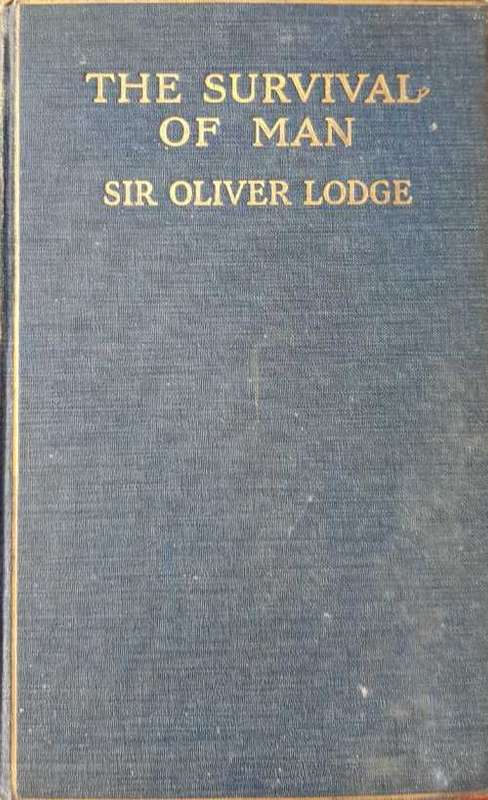 THE SURVIVAL
OF MAN
SIR OLIVER LODGE